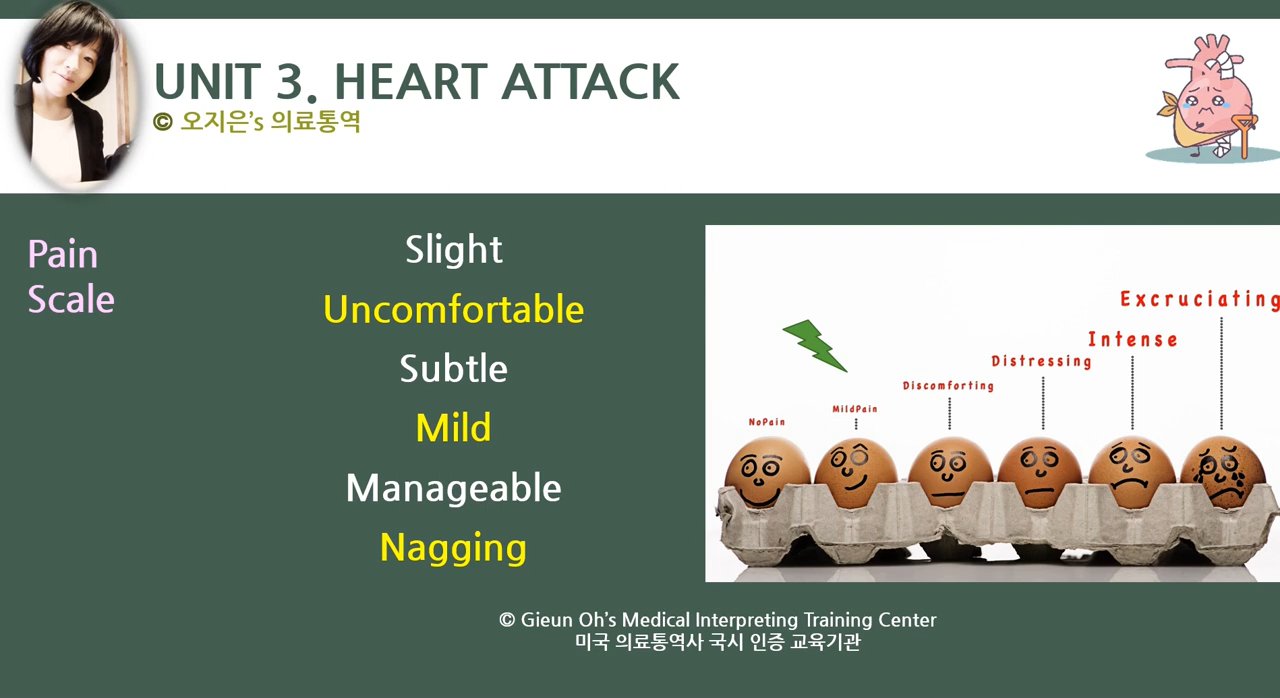 UNIT 3. HEART ATTACK
© 오지은's 의료통역
Pain
Scale
Slight
Uncomfortable
Subtle
Mild
Manageable
Nagging
NoPain
MildPain
Discomforting
Distressing
Intense
Excruciating
© Gieun Oh's Medical Interpreting Training Center
미국 의료통역사 국시 인증 교육기관